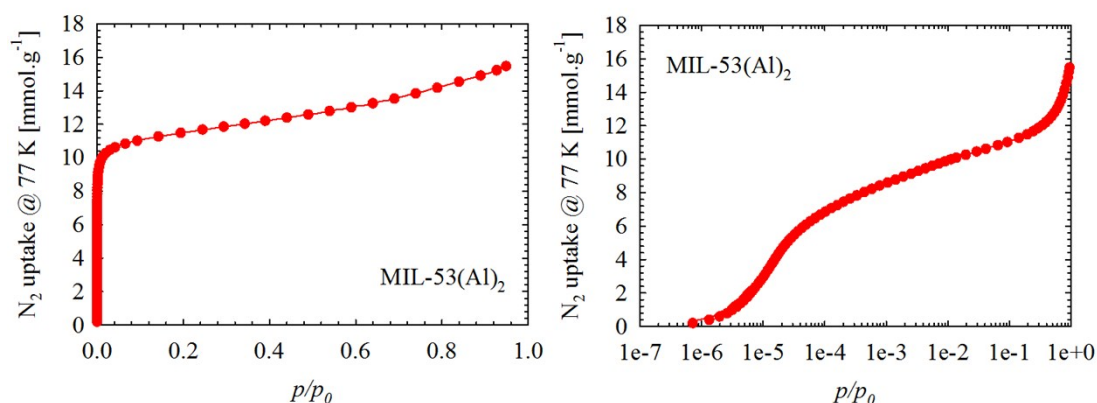 18
16
14
12
10
8
6
4
2
0
N₂ uptake @ 77 K [mmol.g⁻¹]
MIL-53(Al)₂
0.0 0.2 0.4 0.6 0.8 1.0
p/p₀
18
16
14
12
10
8
6
4
2
0
N₂ uptake @ 77 K [mmol.g⁻¹]
MIL-53(Al)₂
1e-7 1e-6 1e-5 1e-4 1e-3 1e-2 1e-1 1e+0
p/p₀